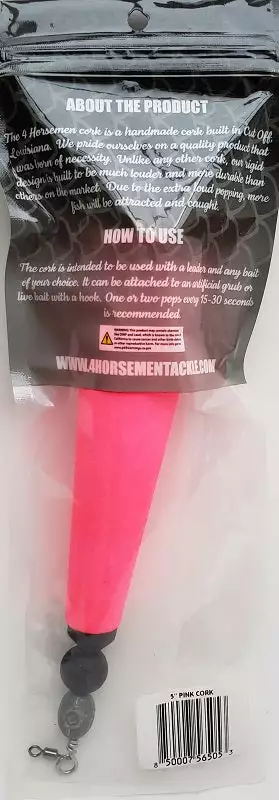 ABOUT THE PRODUCT
The 4 Horsemen cork is a handmade cork built in Cut Off,
Louisiana. We pride ourselves on a quality product that
was born of necessity. Unlike any other cork, our rigid
design is built to be much louder and more durable than
others on the market. Due to the extra loud popping, more
fish will be attracted and caught.
HOW TO USE
The cork is intended to be used with a leader and any bait
of your choice. It can be attached to an artificial grub or
live bait with a hook. One or two pops every 15-30 seconds
is recommended.
WWW.4HORSEMENTACKLE.COM
5" PINK CORK
8 50007 56505 3